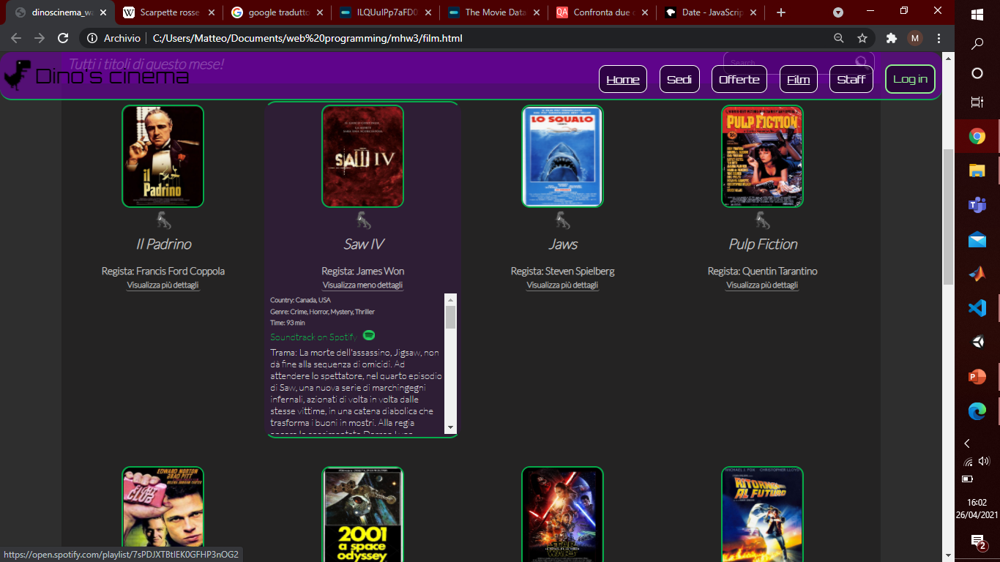 dinoscinema_wa
Scarpette rosse
google tradutto
ILQUuIPp7aFD0
The Movie Data
QA Confronta due d
Date - JavaScrip
Archivio C:/Users/Matteo/Documents/web%20programming/mhw3/film.html
M
Tutti i titoli di questo mese!
Search
Dino's cinema
Home
Sedi
Offerte
Film
Staff
Log in
il Padrino
SAW IV
LO SQUALO
PULP FICTION
Il Padrino
Saw IV
Jaws
Pulp Fiction
Regista: Francis Ford Coppola
Regista: James Won
Regista: Steven Spielberg
Regista: Quentin Tarantino
Visualizza più dettagli
Visualizza meno dettagli
Visualizza più dettagli
Visualizza più dettagli
Country: Canada, USA
Genre: Crime, Horror, Mystery, Thriller
Time: 93 min
Soundtrack on Spotify
Trama: La morte dell'assassino, Jigsaw, non
dà fine alla sequenza di omicidi. Ad
attendere lo spettatore, nel quarto episodio
di Saw, una nuova serie di marchingegni
infernali, azionati di volta in volta dalle
stesse vittime, in una catena diabolica che
trasforma i buoni in mostri. Alla regia
EDWARD NORTON
BRAD PITT
HELENA BONHAM CARTER
FIGHT
CLUB
2001
a space
odyssey
STAR
WARS
MICHAEL J. FOX CHRISTOPHER LLOYD
RITORNO
AL FUTURO
https://open.spotify.com/playlist/7sPDJXTBtIEK0GFHP3nOG2
16:02
26/04/2021
2